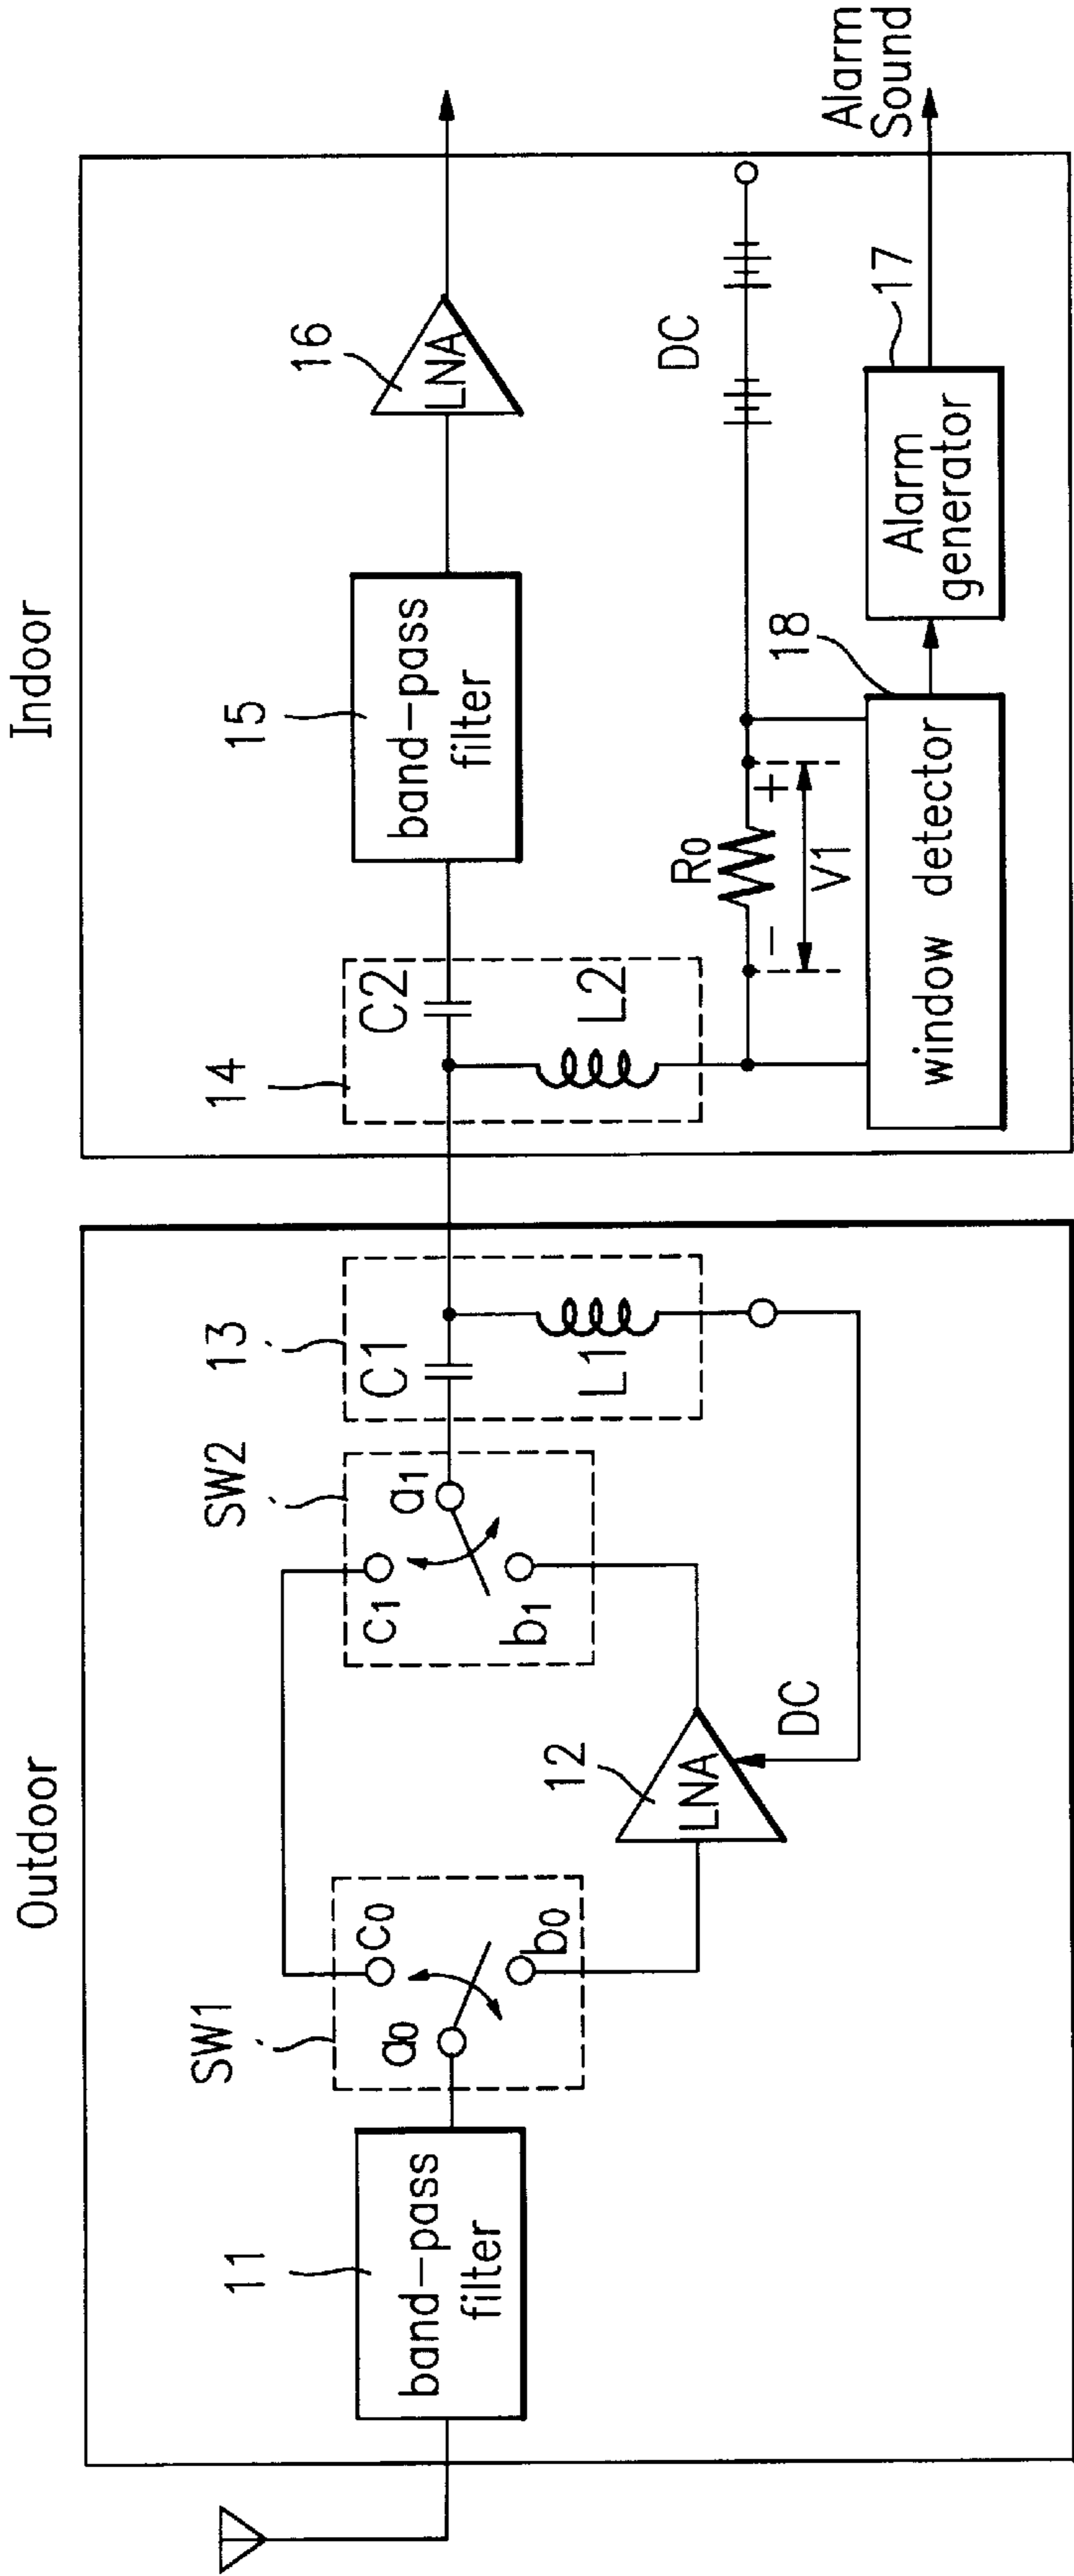 Outdoor
11
band-pass
filter
SW1
a0
c0
b0
12
LNA
DC
SW2
c1
a1
b1
13
C1
L1
Indoor
14
C2
L2
15
band-pass
filter
16
LNA
R0
- +
V1
DC
window detector
18
Alarm
generator
17
Alarm
Sound